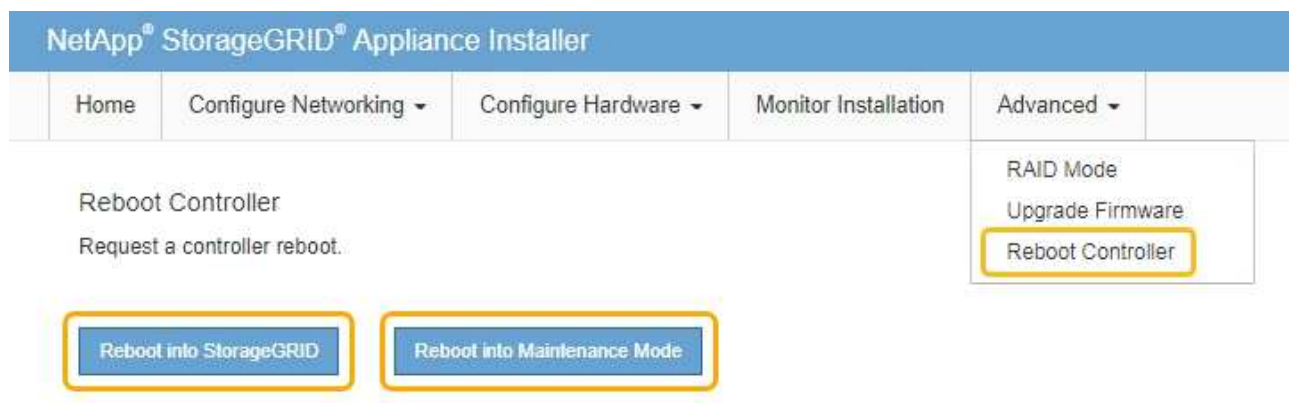 NetApp® StorageGRID® Appliance Installer
Home Configure Networking Configure Hardware Monitor Installation Advanced
RAID Mode
Upgrade Firmware
Reboot Controller
Reboot Controller
Request a controller reboot.
Reboot into StorageGRID Reboot into Maintenance Mode